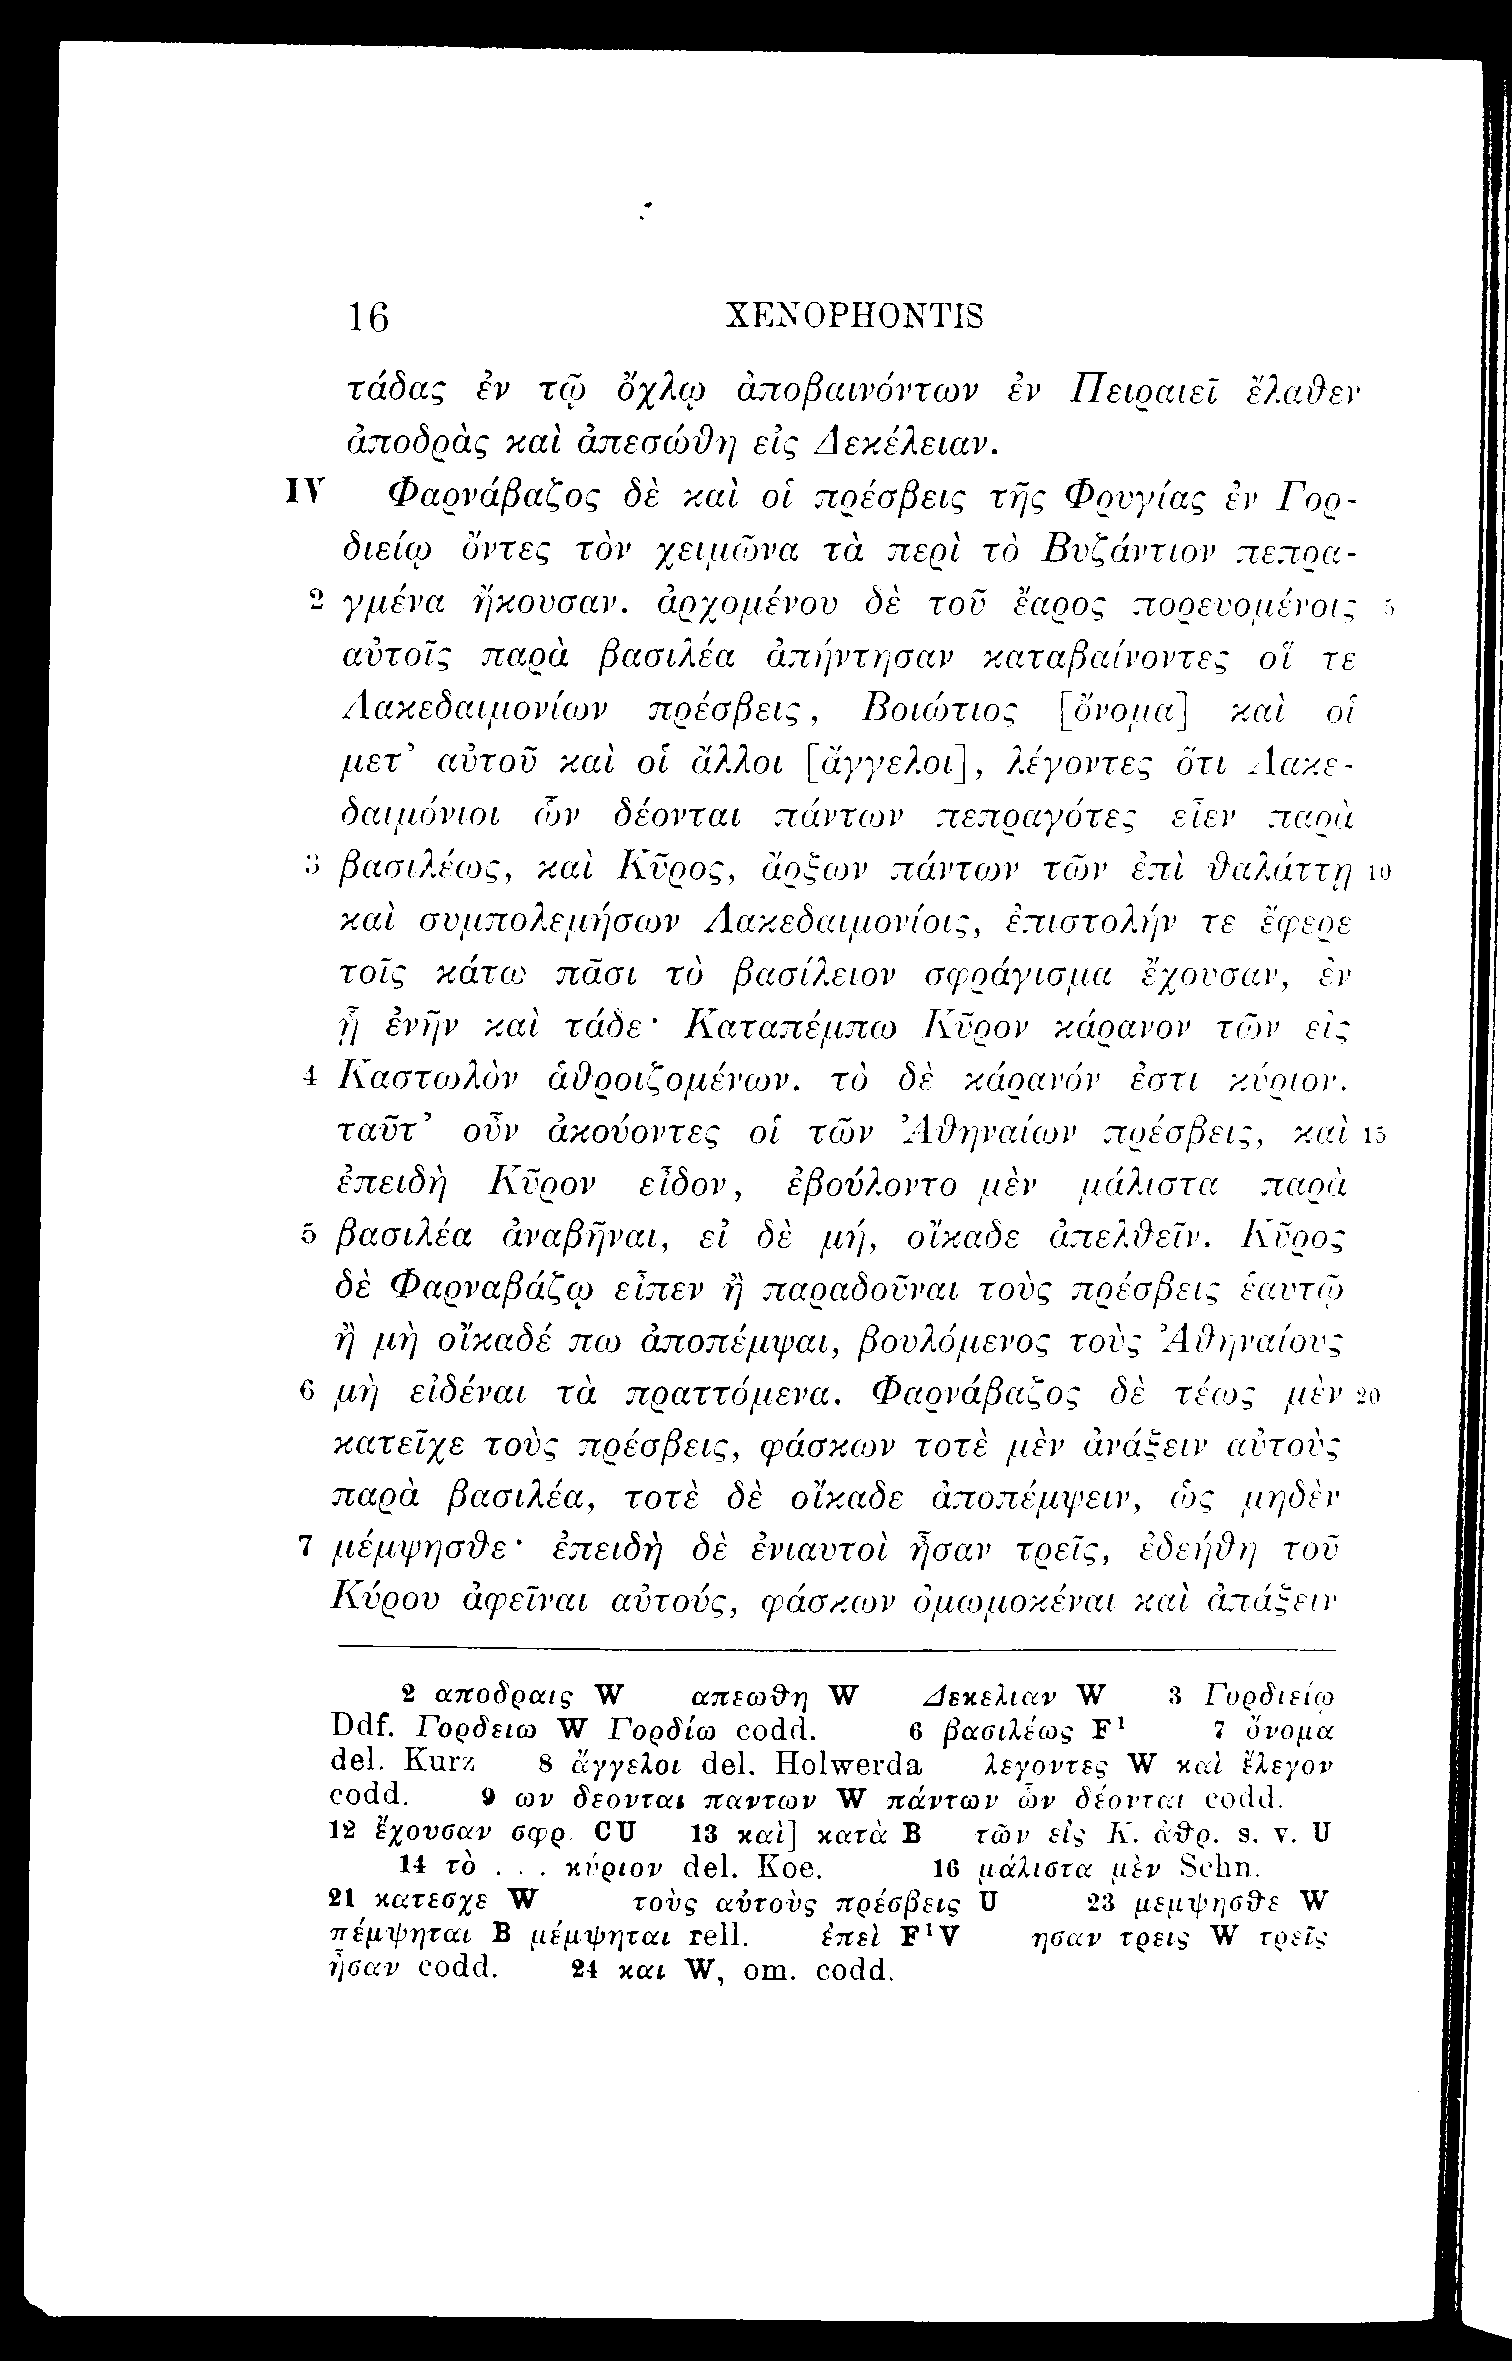 16 XENOPHONTIS
τάδας ἐν τῷ ὄχλῳ ἀποβαινόντων ἐν Πειραιεῖ ἔλαθεν
ἀποδρὰς καὶ ἀπεσώθη εἰς Δεκέλειαν.
IV Φαρνάβαζος δὲ καὶ οἱ πρέσβεις τῆς Φρυγίας ἐν Γορ-
διείῳ ὄντες τὸν χειμῶνα τὰ περὶ τὸ Βυζάντιον πεπρα-
2 γμένα ἤκουσαν. ἀρχομένου δὲ τοῦ ἔαρος πορευομένοις 5
αὐτοῖς παρὰ βασιλέα ἀπήντησαν καταβαίνοντες οἵ τε
Λακεδαιμονίων πρέσβεις, Βοιώτιος [ὄνομα] καὶ οἱ
μετ' αὐτοῦ καὶ οἱ ἄλλοι [ἄγγελοι], λέγοντες ὅτι Λακε-
δαιμόνιοι ὧν δέονται πάντων πεπραγότες εἶεν παρὰ
3 βασιλέως, καὶ Κῦρος, ἄρξων πάντων τῶν ἐπὶ θαλάττῃ 10
καὶ συμπολεμήσων Λακεδαιμονίοις, ἐπιστολήν τε ἔφερε
τοῖς κάτω πᾶσι τὸ βασίλειον σφράγισμα ἔχουσαν, ἐν
ᾗ ἐνῆν καὶ τάδε· Καταπέμπω Κῦρον κάρανον τῶν εἰς
4 Καστωλὸν ἁθροιζομένων. τὸ δὲ κάρανόν ἐστι κύριον.
ταῦτ' οὖν ἀκούοντες οἱ τῶν Ἀθηναίων πρέσβεις, καὶ 15
ἐπειδὴ Κῦρον εἶδον, ἐβούλοντο μὲν μάλιστα παρὰ
5 βασιλέα ἀναβῆναι, εἰ δὲ μή, οἴκαδε ἀπελθεῖν. Κῦρος
δὲ Φαρναβάζῳ εἶπεν ἢ παραδοῦναι τοὺς πρέσβεις ἑαυτῷ
ἢ μὴ οἴκαδέ πω ἀποπέμψαι, βουλόμενος τοὺς Ἀθηναίους
6 μὴ εἰδέναι τὰ πραττόμενα. Φαρνάβαζος δὲ τέως μὲν 20
κατεῖχε τοὺς πρέσβεις, φάσκων τοτὲ μὲν ἀνάξειν αὐτοὺς
παρὰ βασιλέα, τοτὲ δὲ οἴκαδε ἀποπέμψειν, ὡς μηδὲν
7 μέμψησθε· ἐπειδὴ δὲ ἐνιαυτοὶ ἦσαν τρεῖς, ἐδεήθη τοῦ
Κύρου ἀφεῖναι αὐτούς, φάσκων ὀμωμοκέναι καὶ ἀπάξειν
2 αποδραις W απεωθη W Δεκελιαν W 3 Γορδιείῳ
Ddf. Γορδειω W Γορδίω codd. 6 βασιλέως F¹ 7 ὄνομα
del. Kurz 8 ἄγγελοι del. Holwerda λεγοντες W καὶ ἔλεγον
codd. 9 ων δεονται παντων W πάντων ὧν δέονται codd.
12 ἔχουσαν σφρ. CU 13 καὶ] κατὰ B τῶν εἰς Κ. ἀθρ. s. v. U
14 τὸ . . . κύριον del. Koe. 16 μάλιστα μὲν Schn.
21 κατεσχε W τοὺς αὐτοὺς πρέσβεις U 23 μεμψησθε W
πέμψηται B μέμψηται rell. ἐπεὶ F¹V ησαν τρεις W τρεῖς
ἦσαν codd. 24 και W, om. codd.